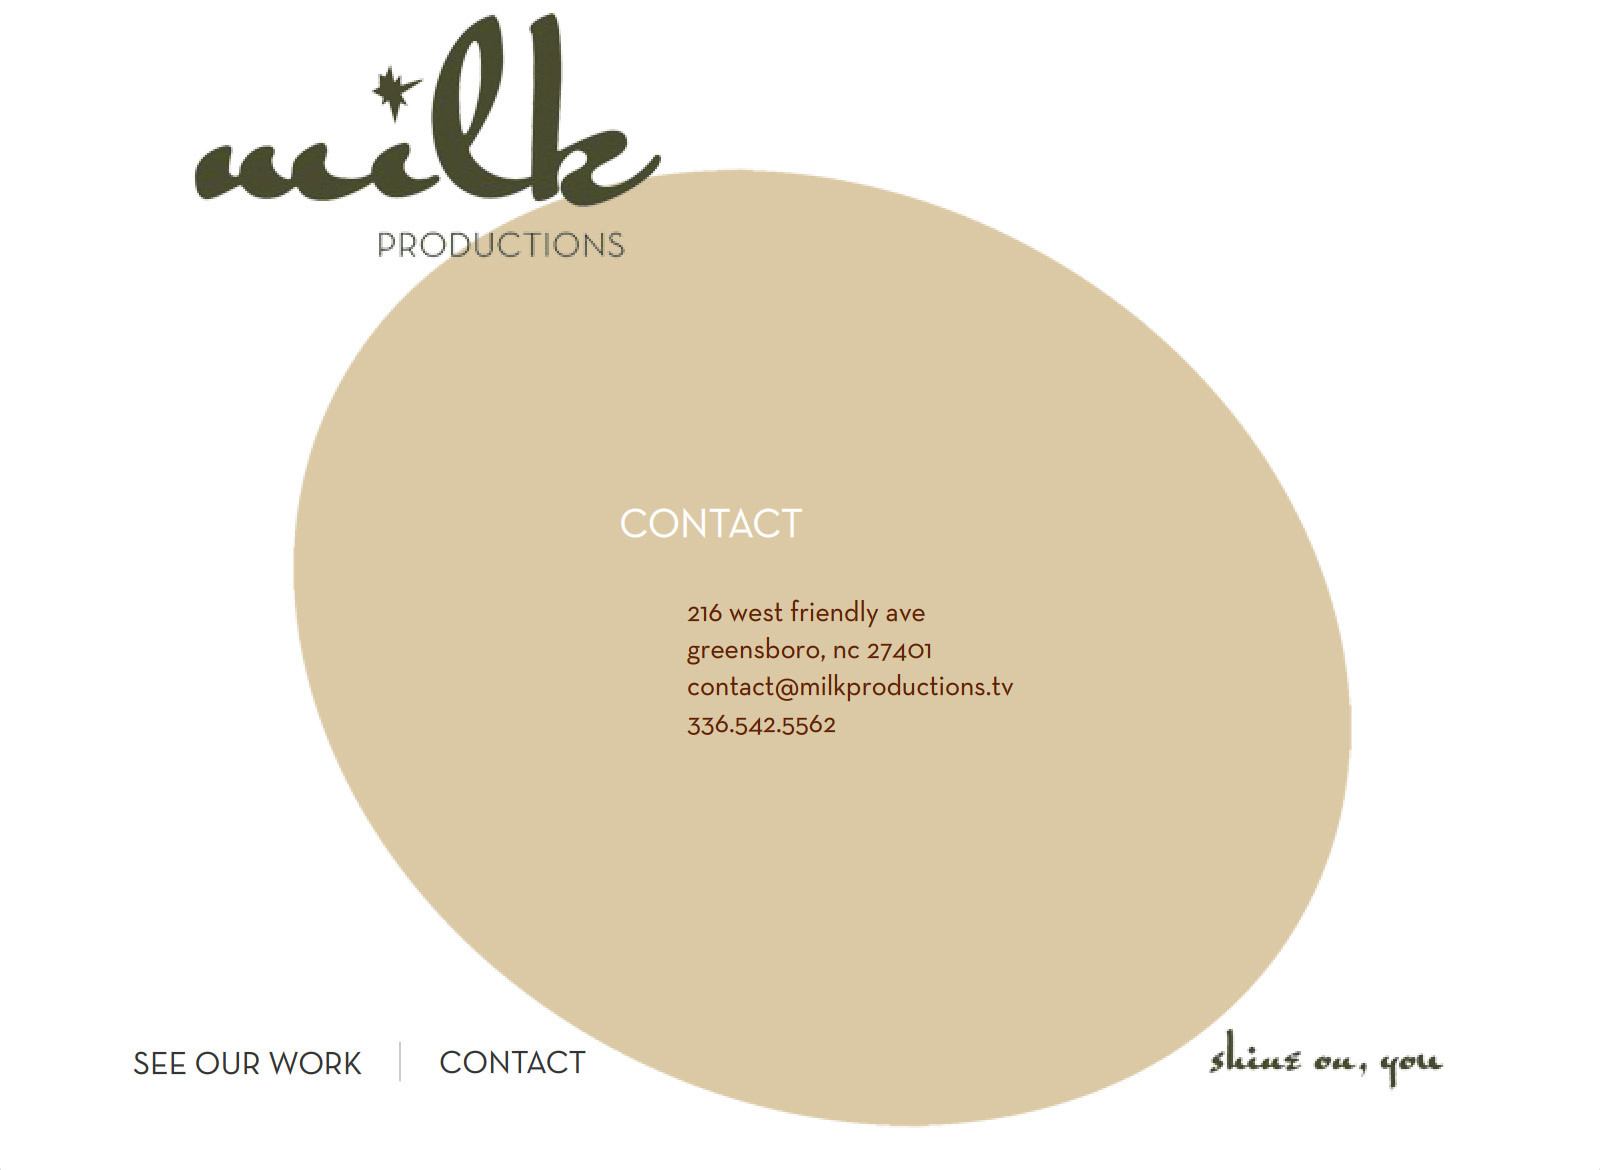 milk
PRODUCTIONS
CONTACT
216 west friendly ave
greensboro, nc 27401
contact@milkproductions.tv
336.542.5562
SEE OUR WORK
CONTACT
shine on, you